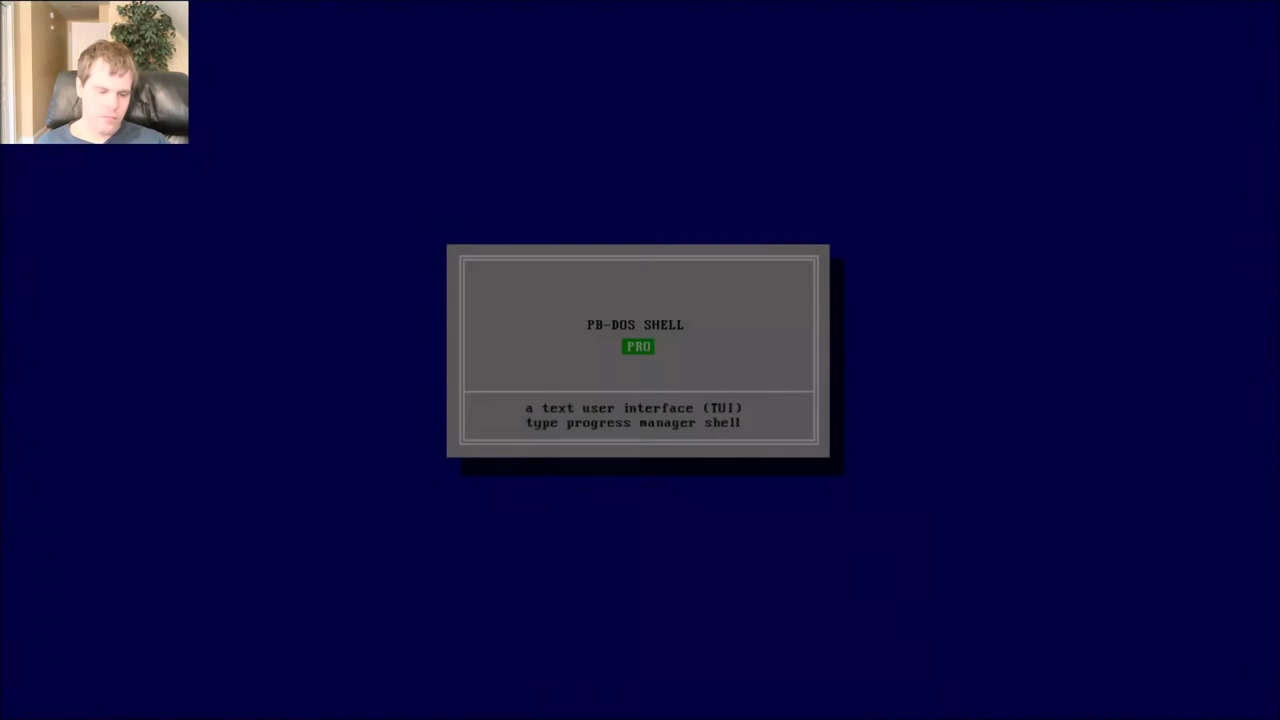 PB-DOS SHELL
PRO
a text user interface (TUI)
type progress manager shell